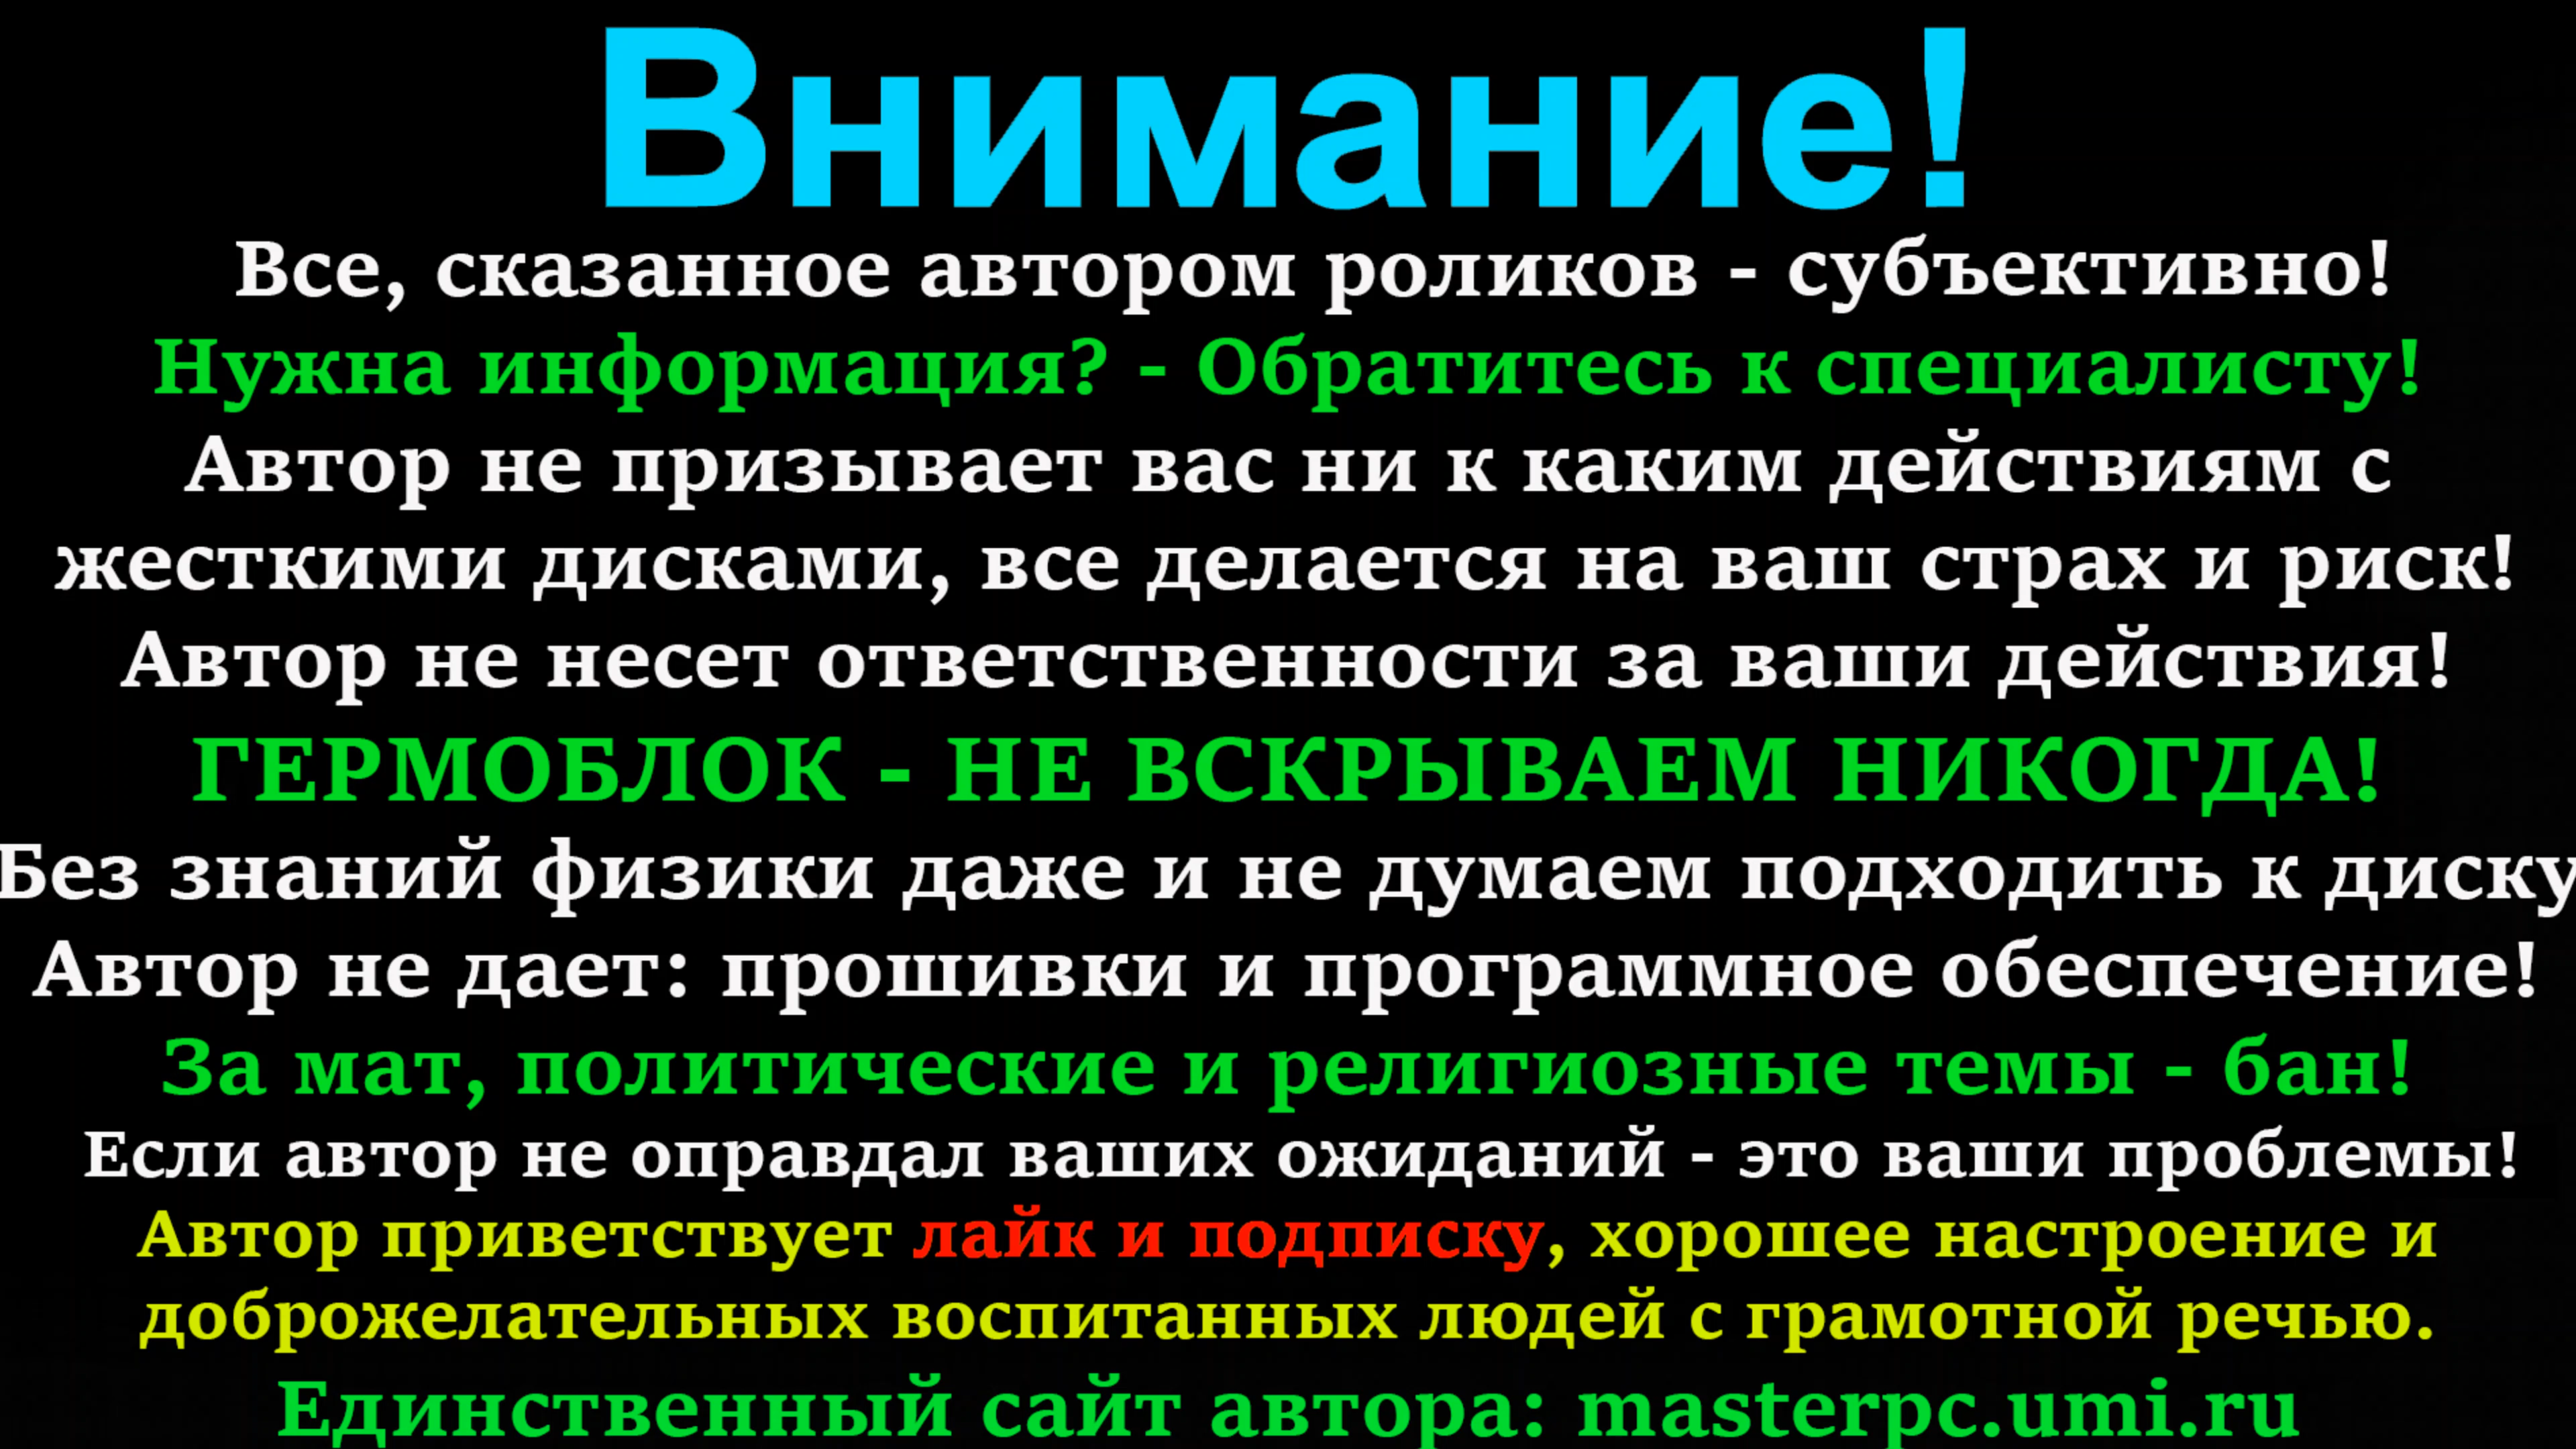 Внимание!
Все, сказанное автором роликов - субъективно!
Нужна информация? - Обратитесь к специалисту!
Автор не призывает вас ни к каким действиям с
жесткими дисками, все делается на ваш страх и риск!
Автор не несет ответственности за ваши действия!
ГЕРМОБЛОК - НЕ ВСКРЫВАЕМ НИКОГДА!
Без знаний физики даже и не думаем подходить к диску
Автор не дает: прошивки и программное обеспечение!
За мат, политические и религиозные темы - бан!
Если автор не оправдал ваших ожиданий - это ваши проблемы!
Автор приветствует лайк и подписку, хорошее настроение и
доброжелательных воспитанных людей с грамотной речью.
Единственный сайт автора: masterpc.umi.ru